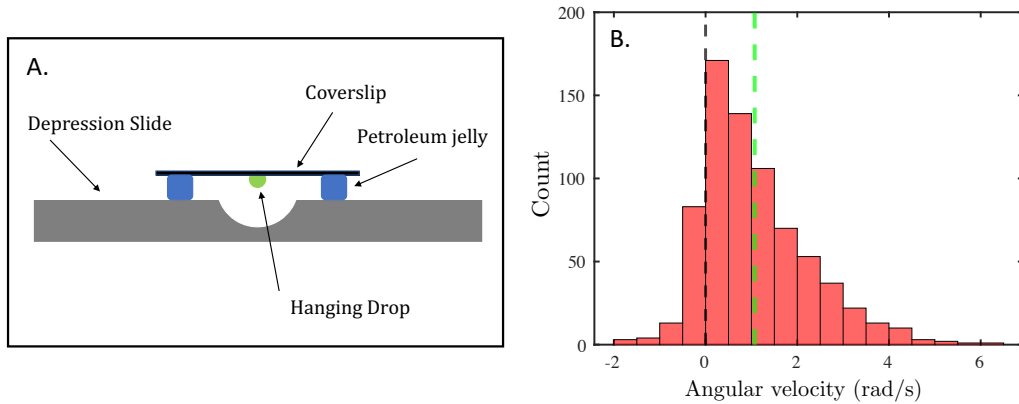 A.
Coverslip
Depression Slide
Petroleum jelly
Hanging Drop
B.
200
150
100
50
0
Count
-2 0 2 4 6
Angular velocity (rad/s)